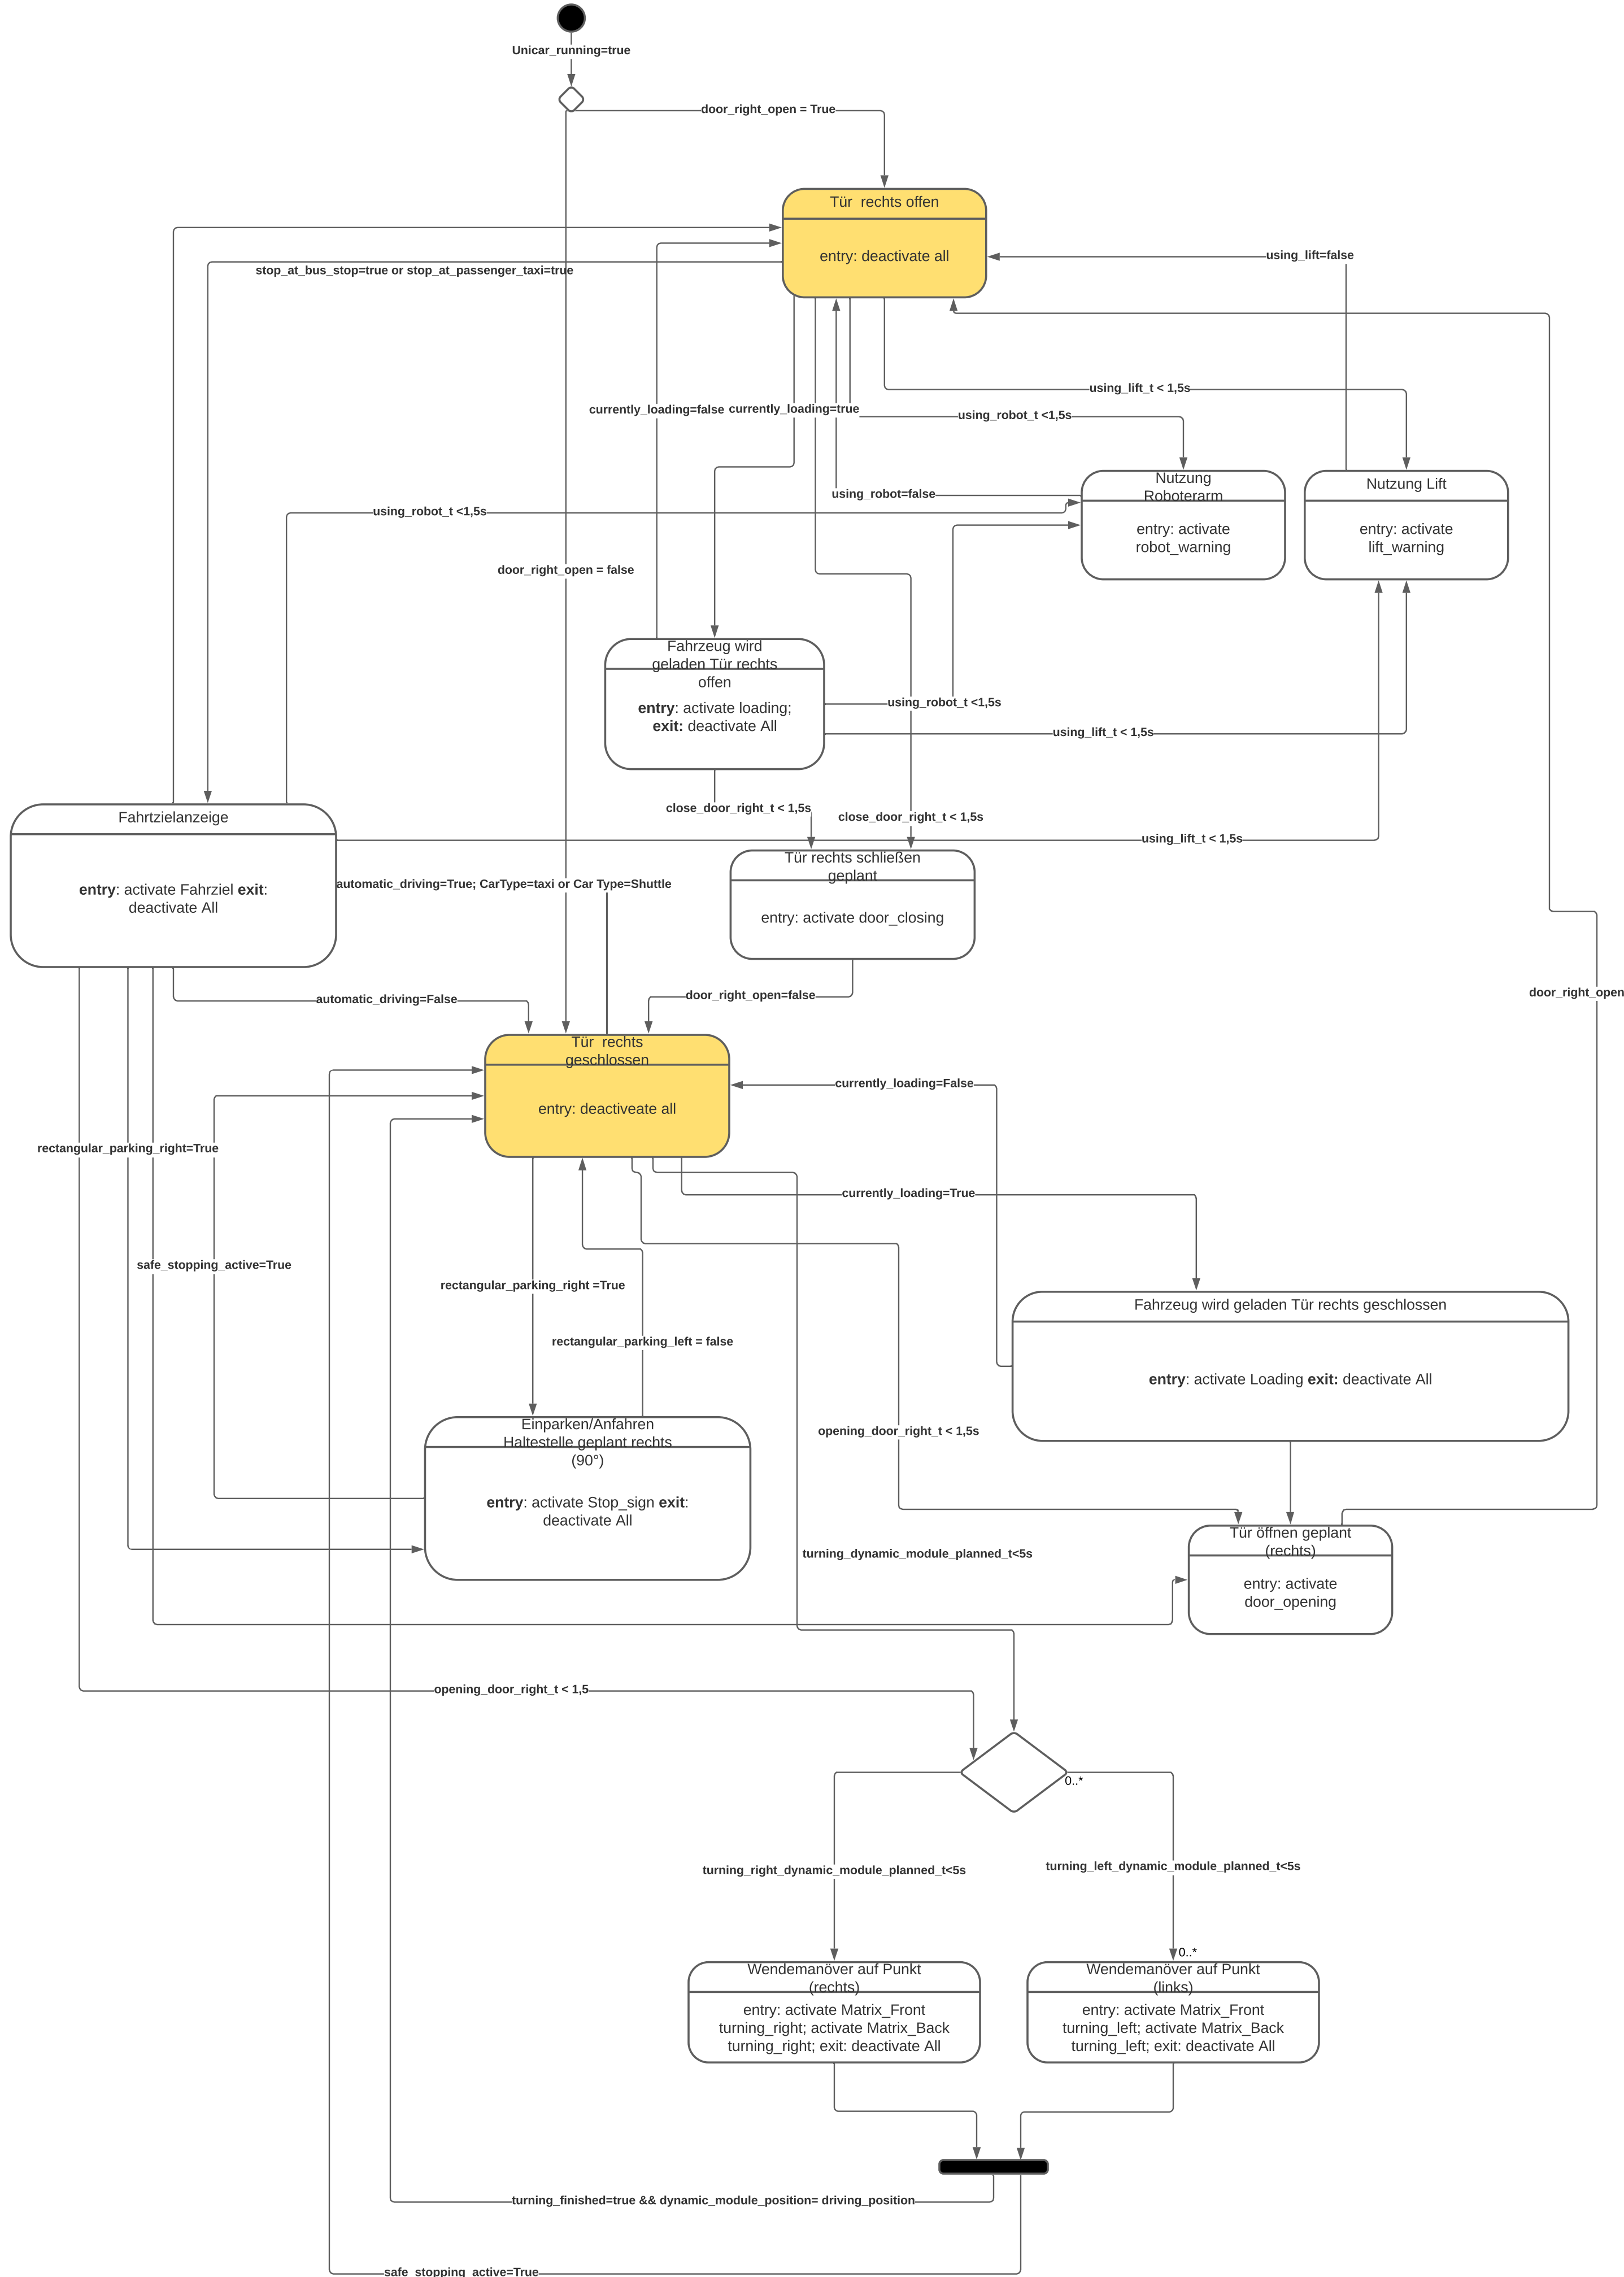 Unicar_running=true
door_right_open = True
Tür  rechts offen
entry: deactivate all
using_lift=false
stop_at_bus_stop=true or stop_at_passenger_taxi=true
using_lift_t < 1,5s
currently_loading=false
currently_loading=true
using_robot_t <1,5s
Nutzung
Roboterarm
entry: activate
robot_warning
Nutzung Lift
entry: activate
lift_warning
using_robot=false
using_robot_t <1,5s
door_right_open = false
Fahrzeug wird
geladen Tür rechts
offen
entry: activate loading;
exit: deactivate All
using_robot_t <1,5s
using_lift_t < 1,5s
close_door_right_t < 1,5s
close_door_right_t < 1,5s
using_lift_t < 1,5s
Fahrtzielanzeige
entry: activate Fahrziel exit:
deactivate All
Tür rechts schließen
geplant
entry: activate door_closing
automatic_driving=True; CarType=taxi or Car Type=Shuttle
automatic_driving=False
door_right_open=false
door_right_open
Tür  rechts
geschlossen
entry: deactiveate all
currently_loading=False
rectangular_parking_right=True
currently_loading=True
safe_stopping_active=True
rectangular_parking_right =True
rectangular_parking_left = false
Fahrzeug wird geladen Tür rechts geschlossen
entry: activate Loading exit: deactivate All
opening_door_right_t < 1,5s
Einparken/Anfahren
Haltestelle geplant rechts
(90°)
entry: activate Stop_sign exit:
deactivate All
Tür öffnen geplant
(rechts)
entry: activate
door_opening
turning_dynamic_module_planned_t<5s
opening_door_right_t < 1,5
0..*
turning_right_dynamic_module_planned_t<5s
turning_left_dynamic_module_planned_t<5s
0..*
Wendemanöver auf Punkt
(rechts)
entry: activate Matrix_Front
turning_right; activate Matrix_Back
turning_right; exit: deactivate All
Wendemanöver auf Punkt
(links)
entry: activate Matrix_Front
turning_left; activate Matrix_Back
turning_left; exit: deactivate All
turning_finished=true && dynamic_module_position= driving_position
safe_stopping_active=True